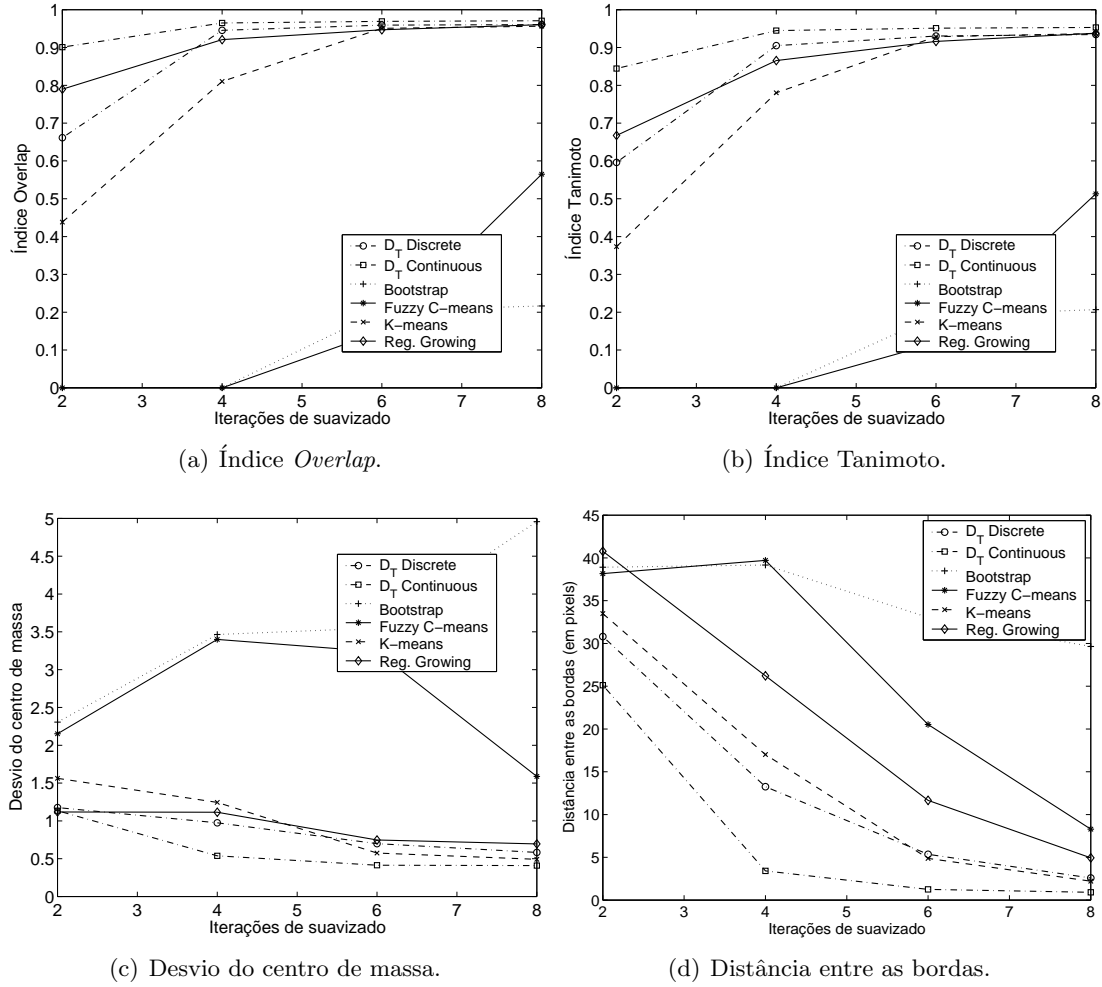 1
0.9
0.8
0.7
0.6
0.5
0.4
0.3
0.2
0.1
0
Índice Overlap
D_T Discrete
D_T Continuous
Bootstrap
Fuzzy C−means
K−means
Reg. Growing
2 3 4 5 6 7 8
Iterações de suavizado
(a) Índice Overlap.
1
0.9
0.8
0.7
0.6
0.5
0.4
0.3
0.2
0.1
0
Índice Tanimoto
D_T Discrete
D_T Continuous
Bootstrap
Fuzzy C−means
K−means
Reg. Growing
2 3 4 5 6 7 8
Iterações de suavizado
(b) Índice Tanimoto.
5
4.5
4
3.5
3
2.5
2
1.5
1
0.5
0
Desvio do centro de massa
D_T Discrete
D_T Continuous
Bootstrap
Fuzzy C−means
K−means
Reg. Growing
2 3 4 5 6 7 8
Iterações de suavizado
(c) Desvio do centro de massa.
45
40
35
30
25
20
15
10
5
0
Distância entre as bordas (em pixels)
D_T Discrete
D_T Continuous
Bootstrap
Fuzzy C−means
K−means
Reg. Growing
2 3 4 5 6 7 8
Iterações de suavizado
(d) Distância entre as bordas.